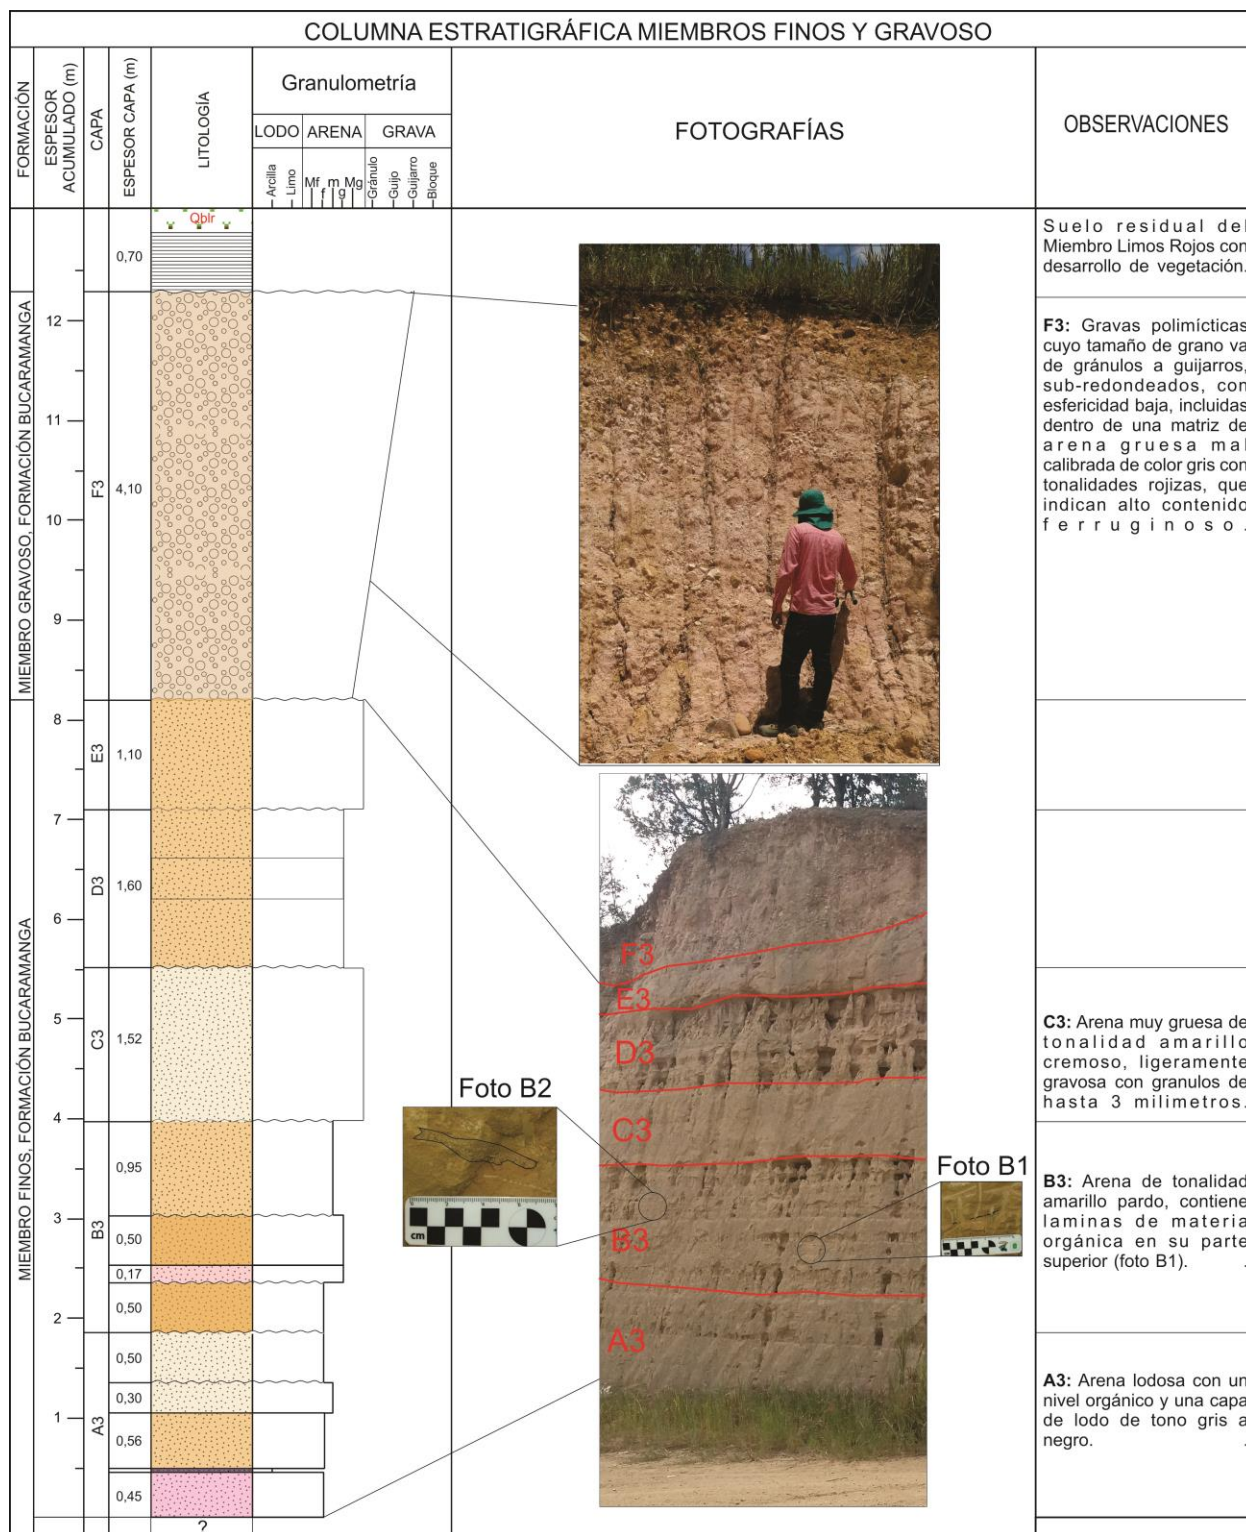 COLUMNA ESTRATIGRÁFICA MIEMBROS FINOS Y GRAVOSO
FORMACIÓN
ESPESOR
ACUMULADO (m)
CAPA
ESPESOR CAPA (m)
LITOLOGÍA
Granulometría
LODO
ARENA
GRAVA
Arcilla
Limo
Mf
f
m
g
Mg
Gránulo
Guijo
Guijarro
Bloque
FOTOGRAFÍAS
OBSERVACIONES
Qblr
0,70
Suelo residual del
Miembro Limos Rojos con
desarrollo de vegetación.
MIEMBRO GRAVOSO, FORMACIÓN BUCARAMANGA
12
11
10
9
F3
4,10
F3: Gravas polimícticas
cuyo tamaño de grano va
de gránulos a guijarros,
sub-redondeados, con
esfericidad baja, incluidas
dentro de una matriz de
arena gruesa mal
calibrada de color gris con
tonalidades rojizas, que
indican alto contenido
ferruginoso.
MIEMBRO FINOS, FORMACIÓN BUCARAMANGA
8
7
6
5
4
3
2
1
E3
1,10
D3
1,60
C3
1,52
C3: Arena muy gruesa de
tonalidad amarillo
cremoso, ligeramente
gravosa con granulos de
hasta 3 milimetros.
B3
0,95
0,50
0,17
0,50
B3: Arena de tonalidad
amarillo pardo, contiene
laminas de materia
orgánica en su parte
superior (foto B1). .
A3
0,50
0,30
0,56
0,45
A3: Arena lodosa con un
nivel orgánico y una capa
de lodo de tono gris a
negro. .
?
F3
E3
D3
C3
B3
A3
Foto B2
cm
Foto B1